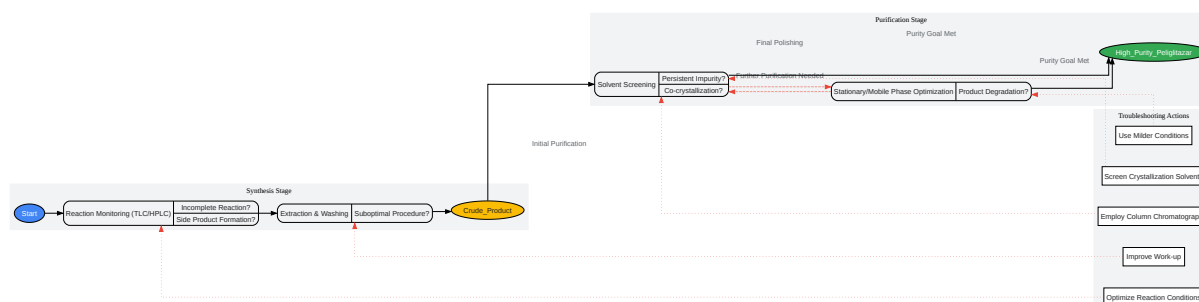 Purification Stage
Final Polishing
Purity Goal Met
Purity Goal Met
High_Purity_Peliglitazar
Solvent Screening
Persistent Impurity?
Co-crystallization?
Further Purification Needed
Stationary/Mobile Phase Optimization
Product Degradation?
Initial Purification
Troubleshooting Actions
Use Milder Conditions
Screen Crystallization Solvent
Employ Column Chromatograp
Improve Work-up
Optimize Reaction Conditions
Synthesis Stage
Start
Reaction Monitoring (TLC/HPLC)
Incomplete Reaction?
Side Product Formation?
Extraction & Washing
Suboptimal Procedure?
Crude_Product